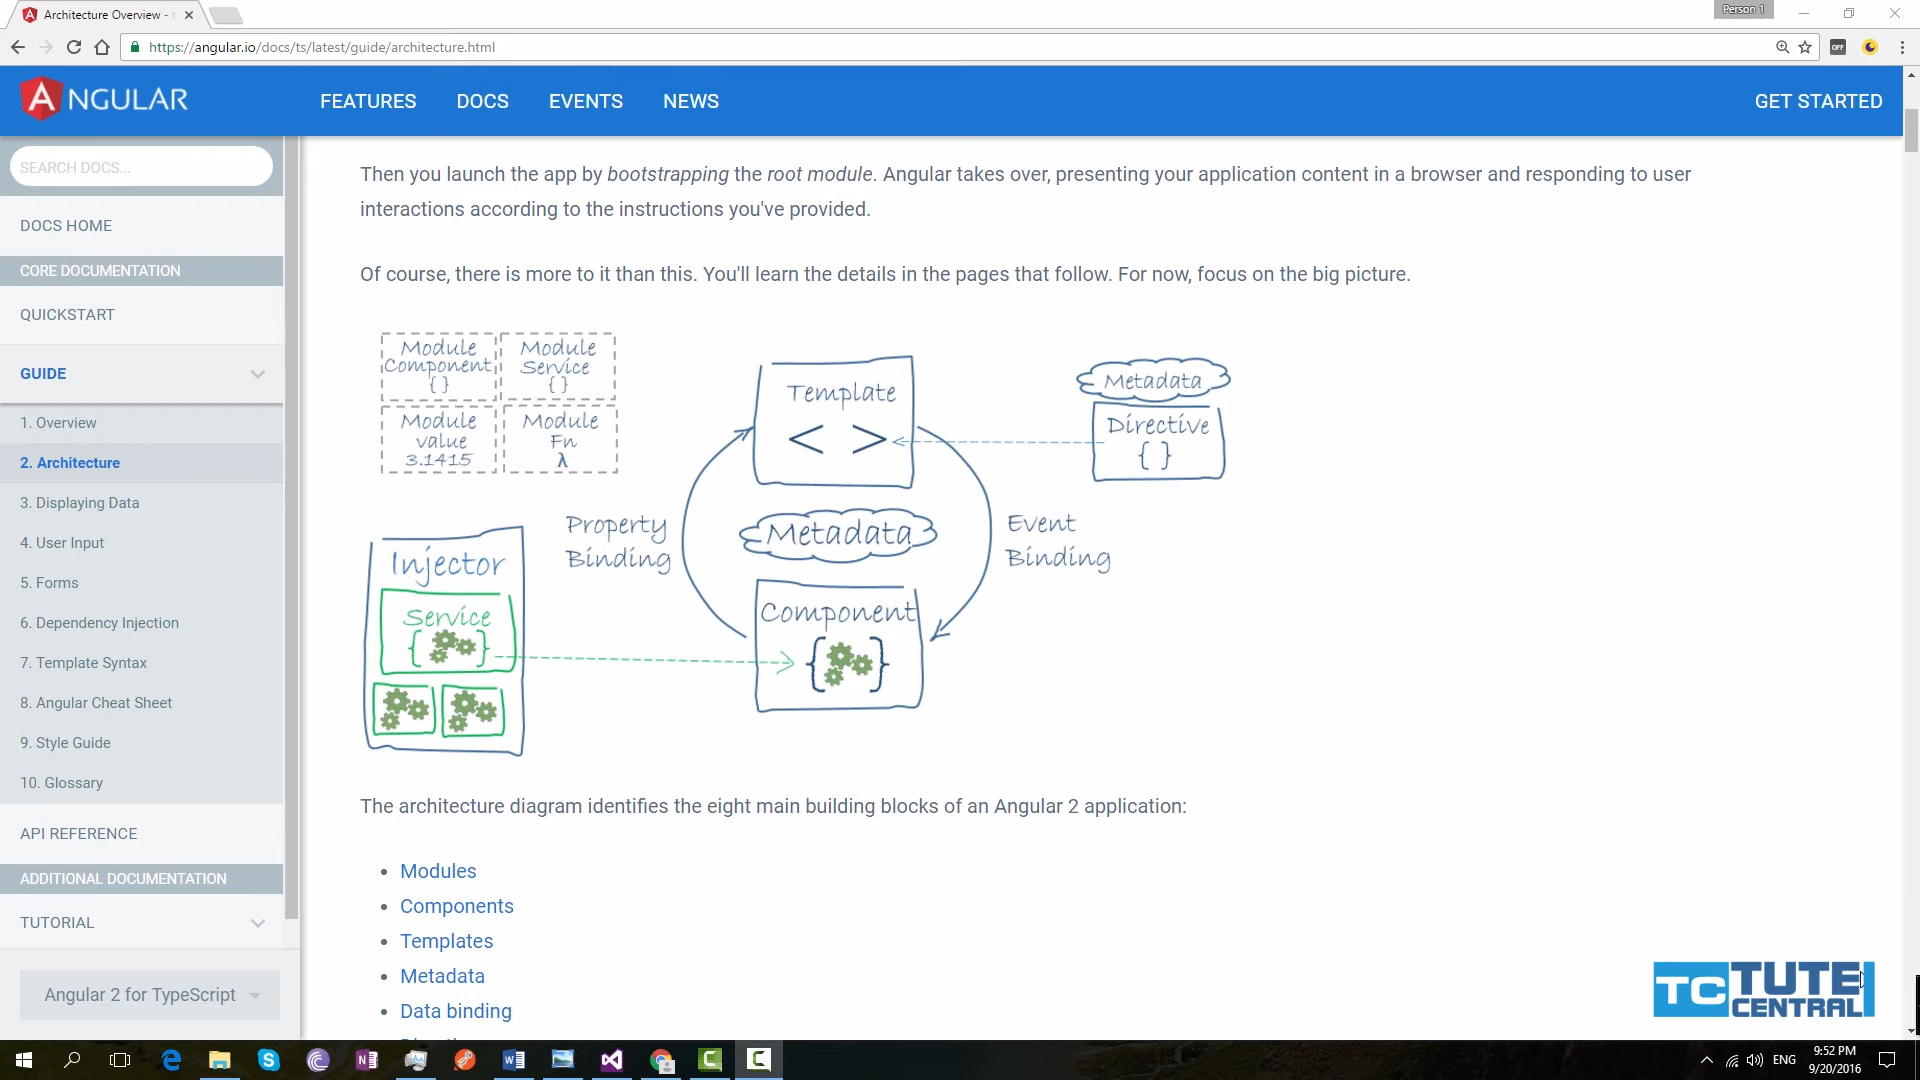 Architecture Overview - t
Person 1
https://angular.io/docs/ts/latest/guide/architecture.html
OFF
ANGULAR
FEATURES
DOCS
EVENTS
NEWS
GET STARTED
SEARCH DOCS...
DOCS HOME
CORE DOCUMENTATION
QUICKSTART
GUIDE
1. Overview
2. Architecture
3. Displaying Data
4. User Input
5. Forms
6. Dependency Injection
7. Template Syntax
8. Angular Cheat Sheet
9. Style Guide
10. Glossary
API REFERENCE
ADDITIONAL DOCUMENTATION
TUTORIAL
Angular 2 for TypeScript
Then you launch the app by bootstrapping the root module. Angular takes over, presenting your application content in a browser and responding to user
interactions according to the instructions you've provided.
Of course, there is more to it than this. You'll learn the details in the pages that follow. For now, focus on the big picture.
Module
Component
{ }
Module
Service
{ }
Module
value
3.1415
Module
Fn
λ
Template
< >
Metadata
Directive
{ }
Property
Binding
Metadata
Event
Binding
Injector
Service
{ }
Component
{ }
The architecture diagram identifies the eight main building blocks of an Angular 2 application:
• Modules
• Components
• Templates
• Metadata
• Data binding
TC TUTE
CENTRAL
ENG
9:52 PM
9/20/2016